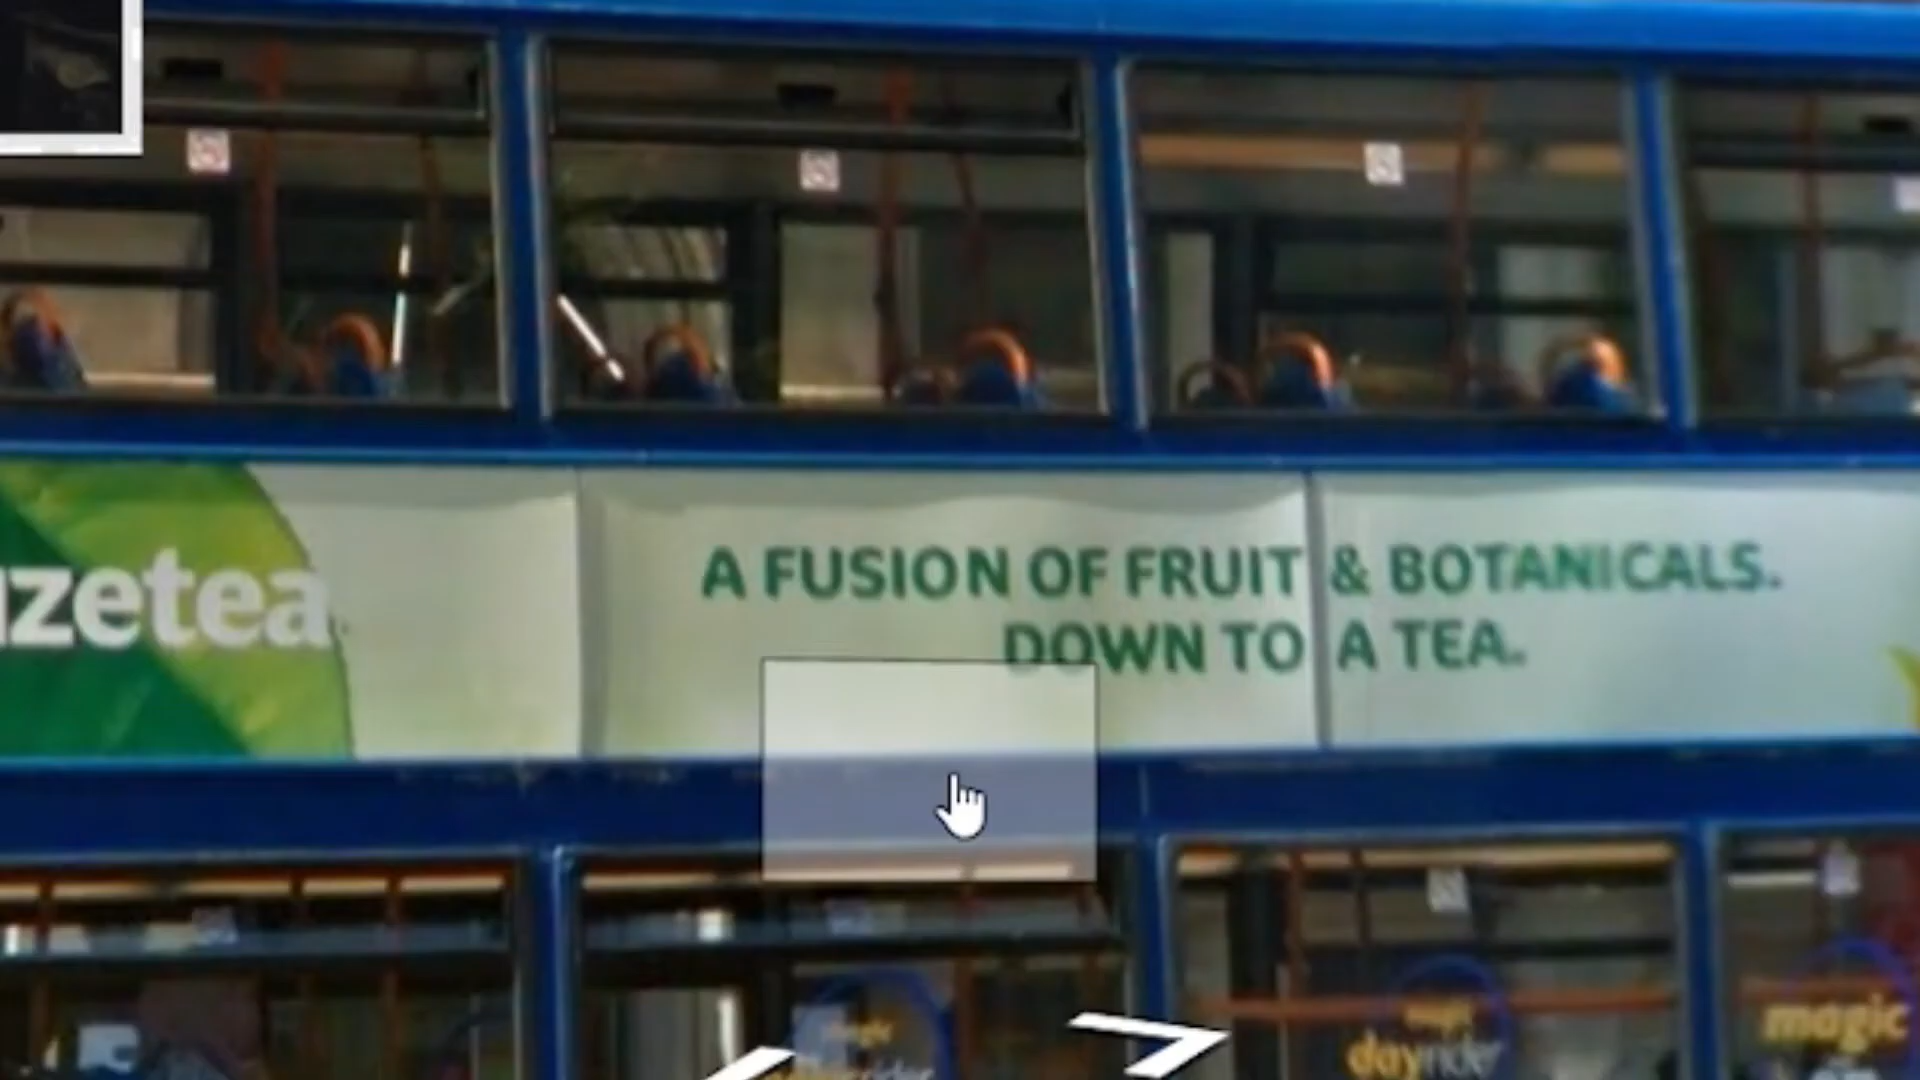 zetea
A FUSION OF FRUIT & BOTANICALS.
DOWN TO A TEA.
magic
dayrider
magic